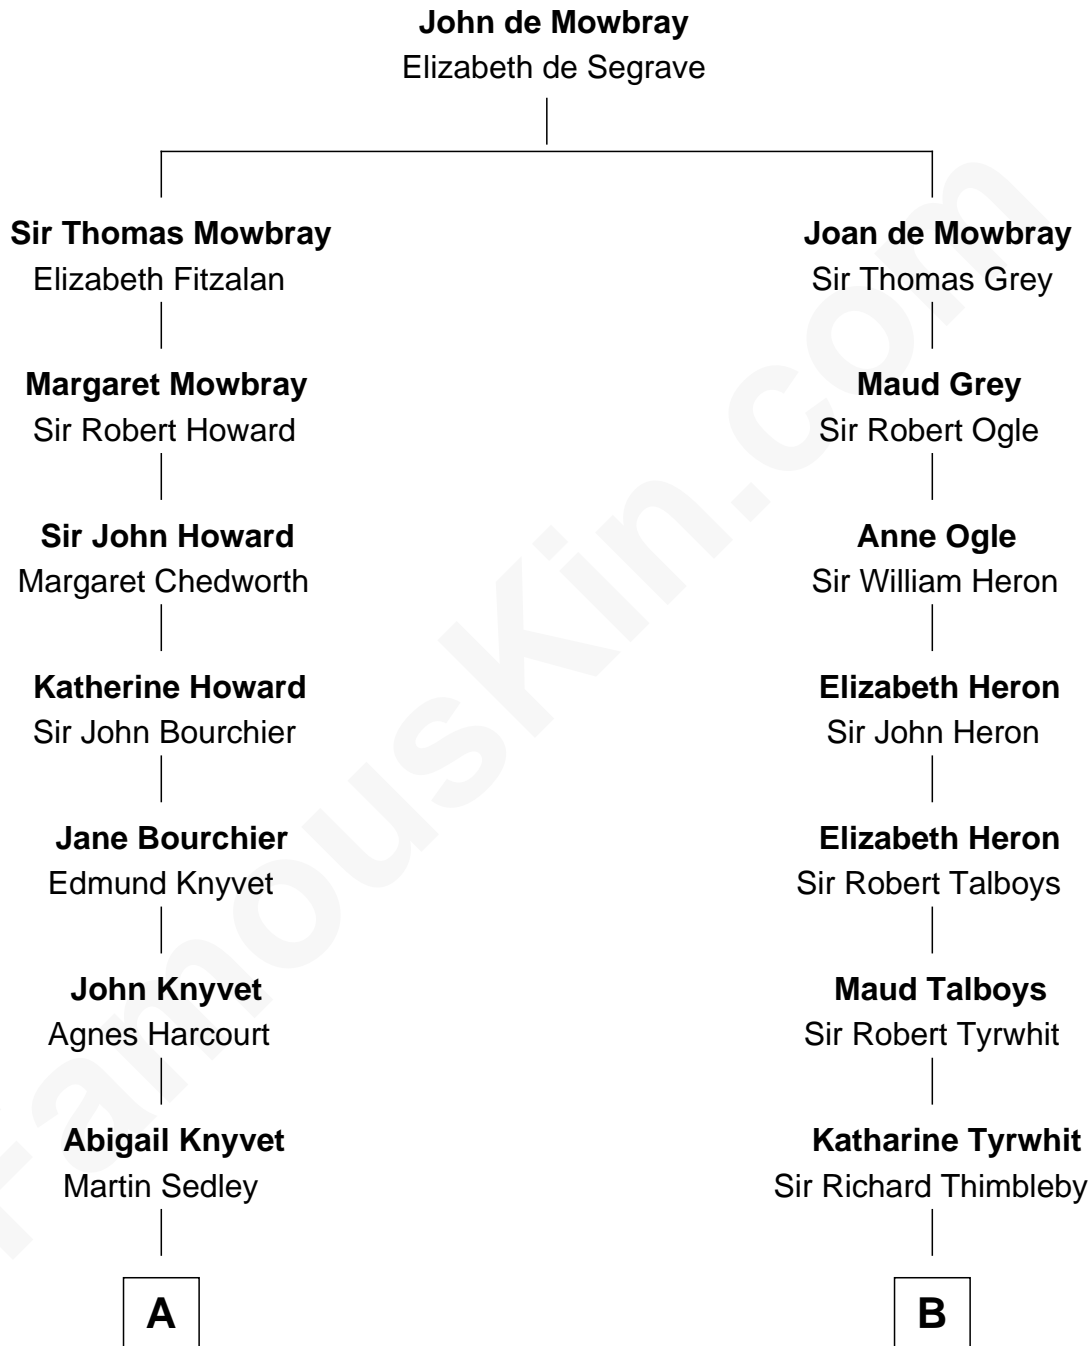 John de Mowbray
Elizabeth de Segrave
Sir Thomas Mowbray
Elizabeth Fitzalan
Joan de Mowbray
Sir Thomas Grey
Margaret Mowbray
Sir Robert Howard
Maud Grey
Sir Robert Ogle
Sir John Howard
Margaret Chedworth
Anne Ogle
Sir William Heron
Katherine Howard
Sir John Bourchier
Elizabeth Heron
Sir John Heron
Jane Bourchier
Edmund Knyvet
Elizabeth Heron
Sir Robert Talboys
John Knyvet
Agnes Harcourt
Maud Talboys
Sir Robert Tyrwhit
Abigail Knyvet
Martin Sedley
Katharine Tyrwhit
Sir Richard Thimbleby
A
B
FamousKin.com